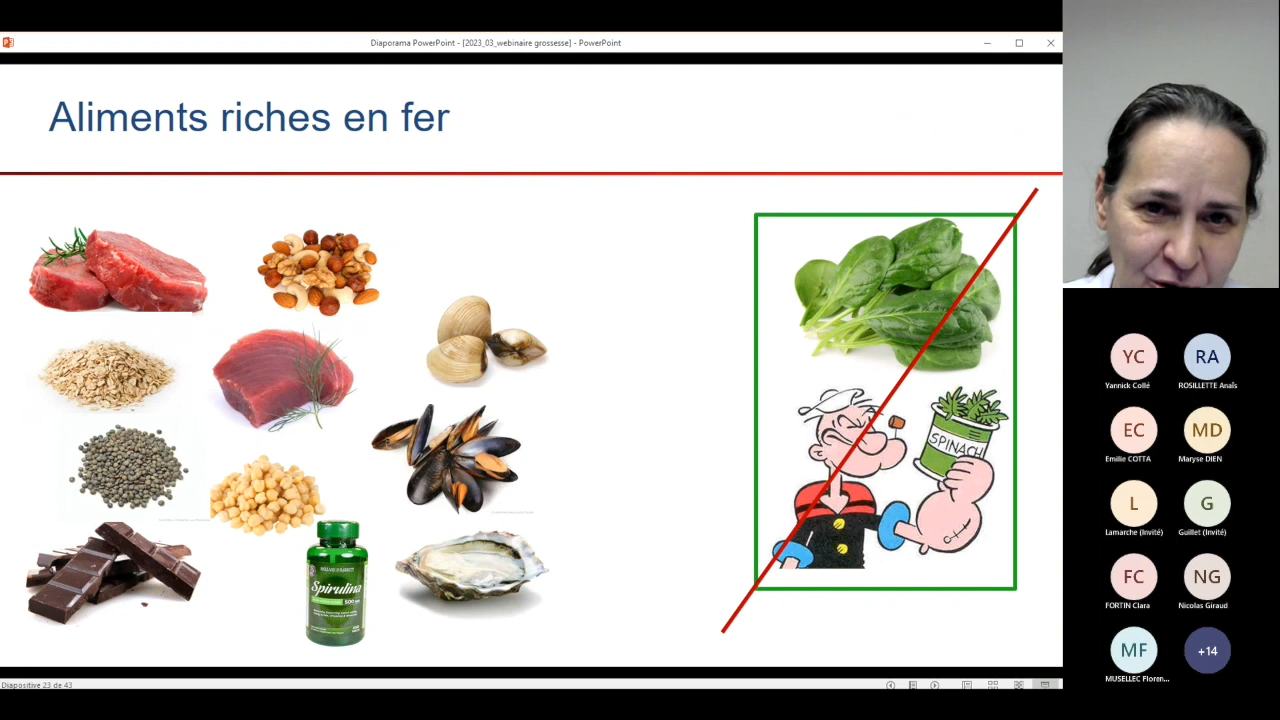 Diaporama PowerPoint - [2023_03_webinaire grossesse] - PowerPoint
Aliments riches en fer
SPINACH
Spirulina
500
YC
RA
Yannick Collé
ROSILLETTE Anaïs
EC
MD
Emilie COTTA
Maryse DIEN
L
G
Lamarche (Invité)
Guillet (Invité)
FC
NG
FORTIN Clara
Nicolas Giraud
MF
+14
MUSELLEC Floren...
Diapositive 23 de 43